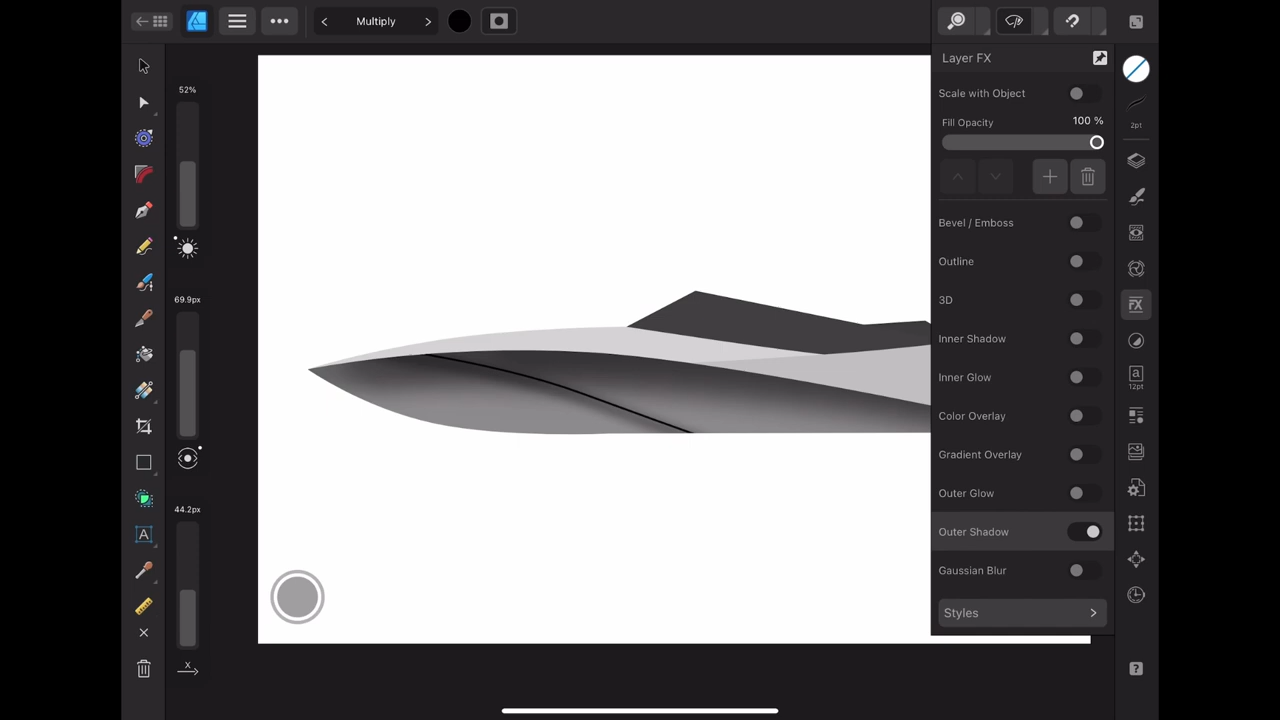 Multiply
52%
69.9px
44.2px
A
X
Layer FX
Scale with Object
Fill Opacity 100 %
Bevel / Emboss
Outline
3D
Inner Shadow
Inner Glow
Color Overlay
Gradient Overlay
Outer Glow
Outer Shadow
Gaussian Blur
Styles
2pt
FX
a
12pt
?